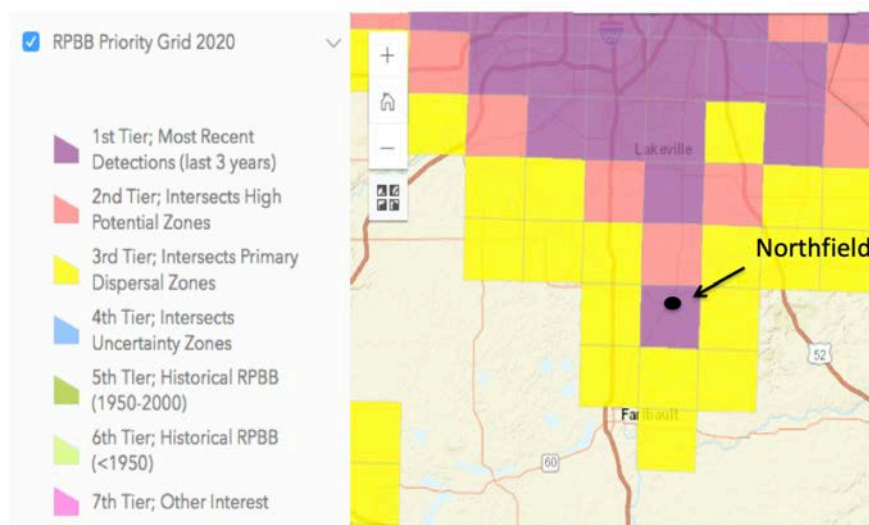 RPBB Priority Grid 2020
1st Tier; Most Recent
Detections (last 3 years)
2nd Tier; Intersects High
Potential Zones
3rd Tier; Intersects Primary
Dispersal Zones
4th Tier; Intersects
Uncertainty Zones
5th TIer; Historical RPBB
(1950-2000)
6th Tier; Historical RPBB
(<1950)
7th Tier; Other Interest
+
−
Lakeville
Northfield
52
Faribault
60